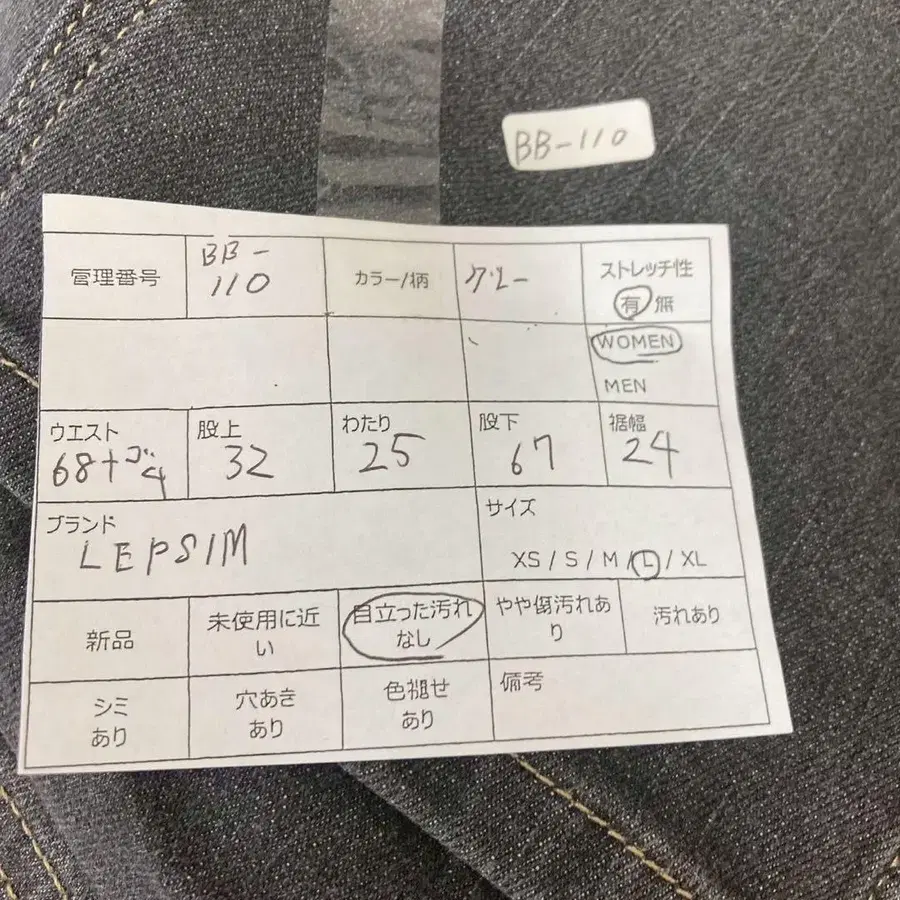 BB-110
管理番号
BB-
110
カラー/柄
グレー
ストレッチ性
有 無
WOMEN
MEN
ウエスト
68+ゴ4
股上
32
わたり
25
股下
67
裾幅
24
ブランド
LEPSIM
サイズ
XS / S / M / L / XL
新品
未使用に近
い
目立った汚れ
なし
やや傷汚れあ
り
汚れあり
シミ
あり
穴あき
あり
色褪せ
あり
備考